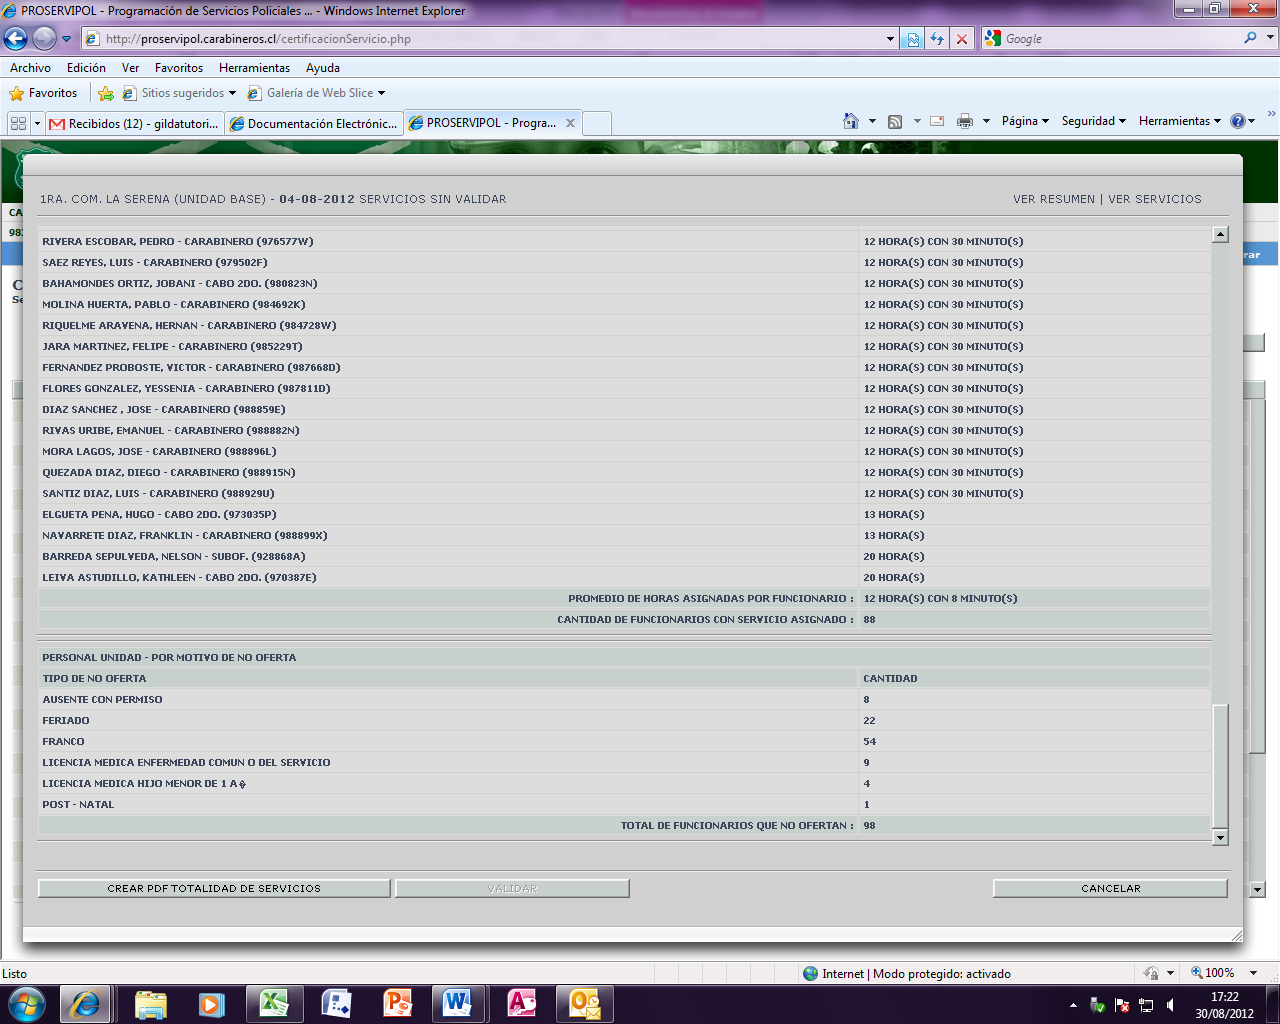 PROSERVIPOL - Programación de Servicios Policiales ... - Windows Internet Explorer
http://proservipol.carabineros.cl/certificacionServicio.php
Google
Archivo Edición Ver Favoritos Herramientas Ayuda
Favoritos Sitios sugeridos Galería de Web Slice
Recibidos (12) - gildatutori... Documentación Electrónic... PROSERVIPOL - Progra... Página Seguridad Herramientas
1RA. COM. LA SERENA (UNIDAD BASE) - 04-08-2012 SERVICIOS SIN VALIDAR VER RESUMEN | VER SERVICIOS
RIVERA ESCOBAR, PEDRO - CARABINERO (976577W) 12 HORA(S) CON 30 MINUTO(S)
SAEZ REYES, LUIS - CARABINERO (979502F) 12 HORA(S) CON 30 MINUTO(S)
BAHAMONDES ORTIZ, JOBANI - CABO 2DO. (980823N) 12 HORA(S) CON 30 MINUTO(S)
MOLINA HUERTA, PABLO - CARABINERO (984692K) 12 HORA(S) CON 30 MINUTO(S)
RIQUELME ARAVENA, HERNAN - CARABINERO (984728W) 12 HORA(S) CON 30 MINUTO(S)
JARA MARTINEZ, FELIPE - CARABINERO (985229T) 12 HORA(S) CON 30 MINUTO(S)
FERNANDEZ PROBOSTE, VICTOR - CARABINERO (987668D) 12 HORA(S) CON 30 MINUTO(S)
FLORES GONZALEZ, YESSENIA - CARABINERO (987811D) 12 HORA(S) CON 30 MINUTO(S)
DIAZ SANCHEZ , JOSE - CARABINERO (988859E) 12 HORA(S) CON 30 MINUTO(S)
RIVAS URIBE, EMANUEL - CARABINERO (988882N) 12 HORA(S) CON 30 MINUTO(S)
MORA LAGOS, JOSE - CARABINERO (988896L) 12 HORA(S) CON 30 MINUTO(S)
QUEZADA DIAZ, DIEGO - CARABINERO (988915N) 12 HORA(S) CON 30 MINUTO(S)
SANTIZ DIAZ, LUIS - CARABINERO (988929U) 12 HORA(S) CON 30 MINUTO(S)
ELGUETA PENA, HUGO - CABO 2DO. (973035P) 13 HORA(S)
NAVARRETE DIAZ, FRANKLIN - CARABINERO (988899X) 13 HORA(S)
BARREDA SEPULVEDA, NELSON - SUBOF. (928868A) 20 HORA(S)
LEIVA ASTUDILLO, KATHLEEN - CABO 2DO. (970387E) 20 HORA(S)
PROMEDIO DE HORAS ASIGNADAS POR FUNCIONARIO : 12 HORA(S) CON 8 MINUTO(S)
CANTIDAD DE FUNCIONARIOS CON SERVICIO ASIGNADO : 88
PERSONAL UNIDAD - POR MOTIVO DE NO OFERTA
TIPO DE NO OFERTA CANTIDAD
AUSENTE CON PERMISO 8
FERIADO 22
FRANCO 54
LICENCIA MEDICA ENFERMEDAD COMUN O DEL SERVICIO 9
LICENCIA MEDICA HIJO MENOR DE 1 A� 4
POST - NATAL 1
TOTAL DE FUNCIONARIOS QUE NO OFERTAN : 98
CREAR PDF TOTALIDAD DE SERVICIOS VALIDAR CANCELAR
Listo Internet | Modo protegido: activado 100%
17:22
30/08/2012